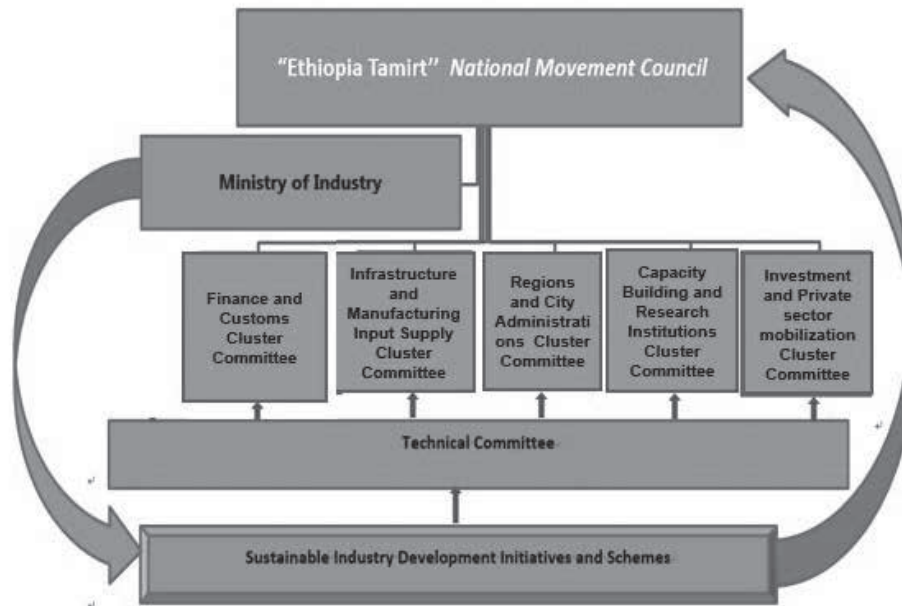 “Ethiopia Tamirt’’ National Movement Council
Ministry of Industry
Finance and
Customs
Cluster
Committee
Infrastructure
and
Manufacturing
Input Supply
Cluster
Committee
Regions
and City
Administrati
ons Cluster
Committee
Capacity
Building and
Research
Institutions
Cluster
Committee
Investment
and Private
sector
mobilization
Cluster
Committee
Technical Committee
Sustainable Industry Development Initiatives and Schemes